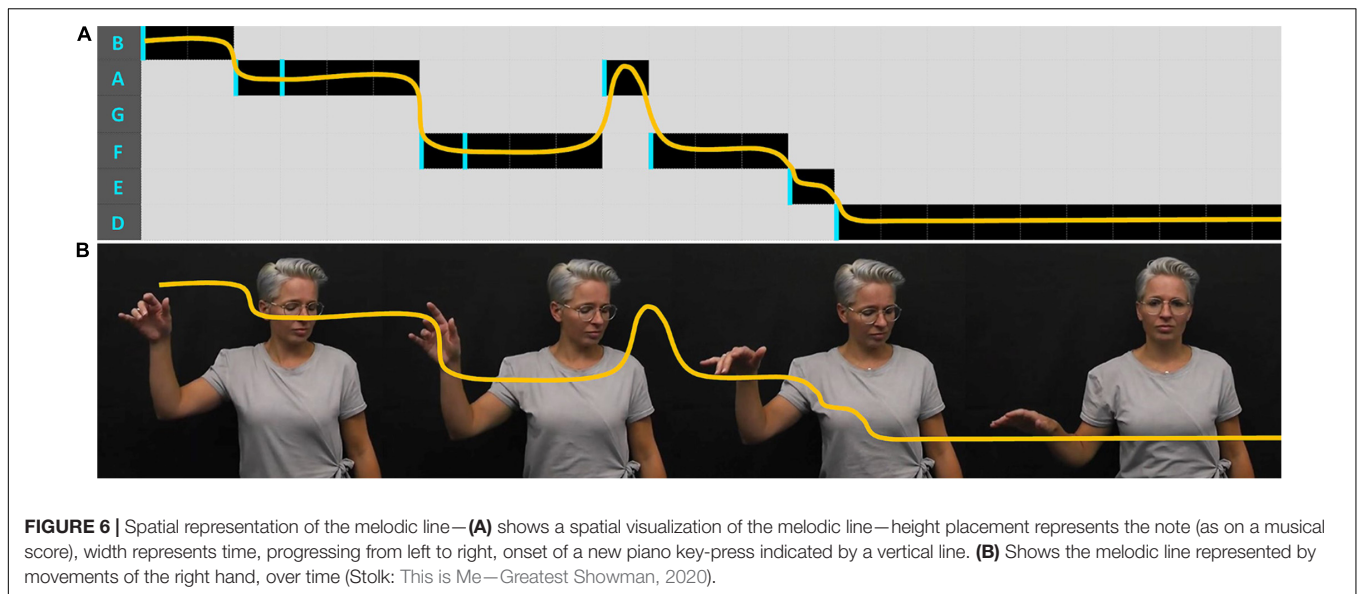 A
B
A
G
F
E
D
B
FIGURE 6 | Spatial representation of the melodic line—(A) shows a spatial visualization of the melodic line—height placement represents the note (as on a musical
score), width represents time, progressing from left to right, onset of a new piano key-press indicated by a vertical line. (B) Shows the melodic line represented by
movements of the right hand, over time (Stolk: This is Me—Greatest Showman, 2020).